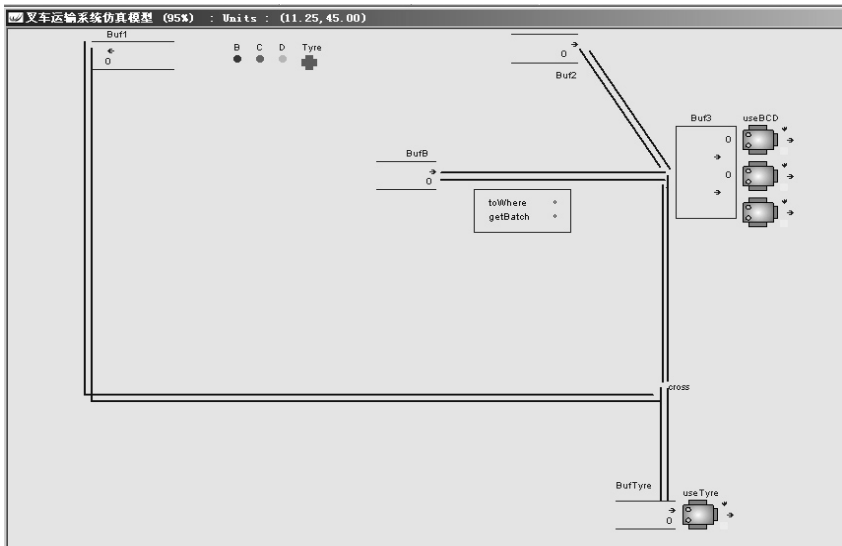 叉车运输系统仿真模型 (95%) : Units : (11.25,45.00)
Buf1
0
B C D Tyre
0
Buf2
Buf3
useBCD
0
0
BufB
0
toWhere
getBatch
cross
BufTyre
useTyre
0